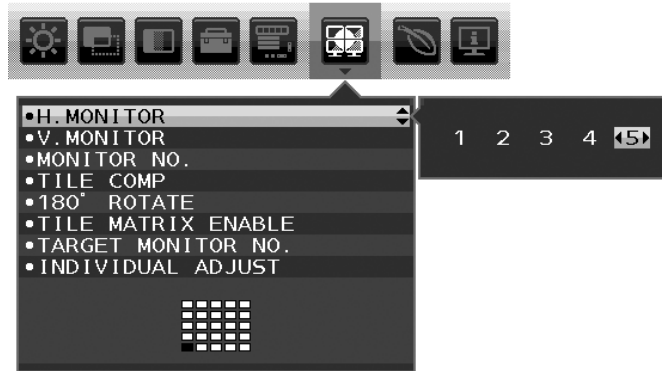 •H.MONITOR
1 2 3 4 5
•V.MONITOR
•MONITOR NO.
•TILE COMP
•180° ROTATE
•TILE MATRIX ENABLE
•TARGET MONITOR NO.
•INDIVIDUAL ADJUST